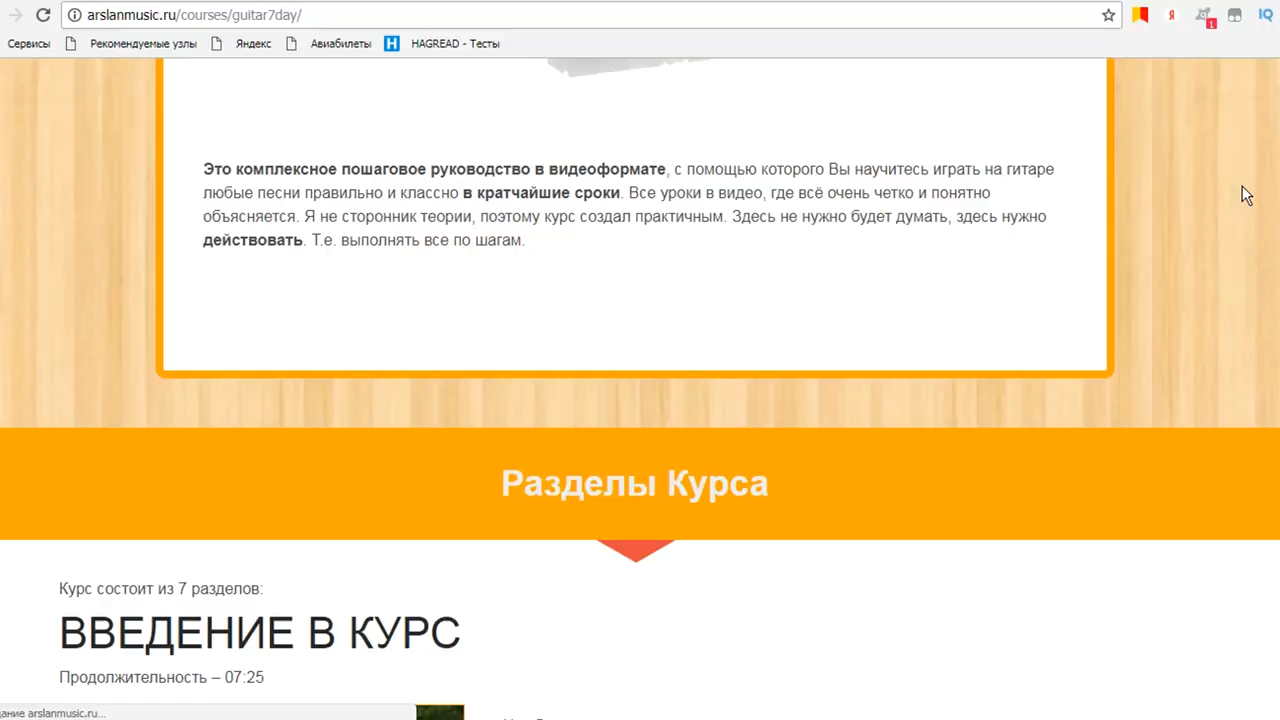 arslanmusic.ru/courses/guitar7day/
Я
1
IQ
Сервисы
Рекомендуемые узлы
Яндекс
Авиабилеты
H
HAGREAD - Тесты
Это комплексное пошаговое руководство в видеоформате, с помощью которого Вы научитесь играть на гитаре
любые песни правильно и классно в кратчайшие сроки. Все уроки в видео, где всё очень четко и понятно
объясняется. Я не сторонник теории, поэтому курс создал практичным. Здесь не нужно будет думать, здесь нужно
действовать. Т.е. выполнять все по шагам.
Разделы Курса
Курс состоит из 7 разделов:
ВВЕДЕНИЕ В КУРС
Продолжительность – 07:25
arslanmusic.ru...